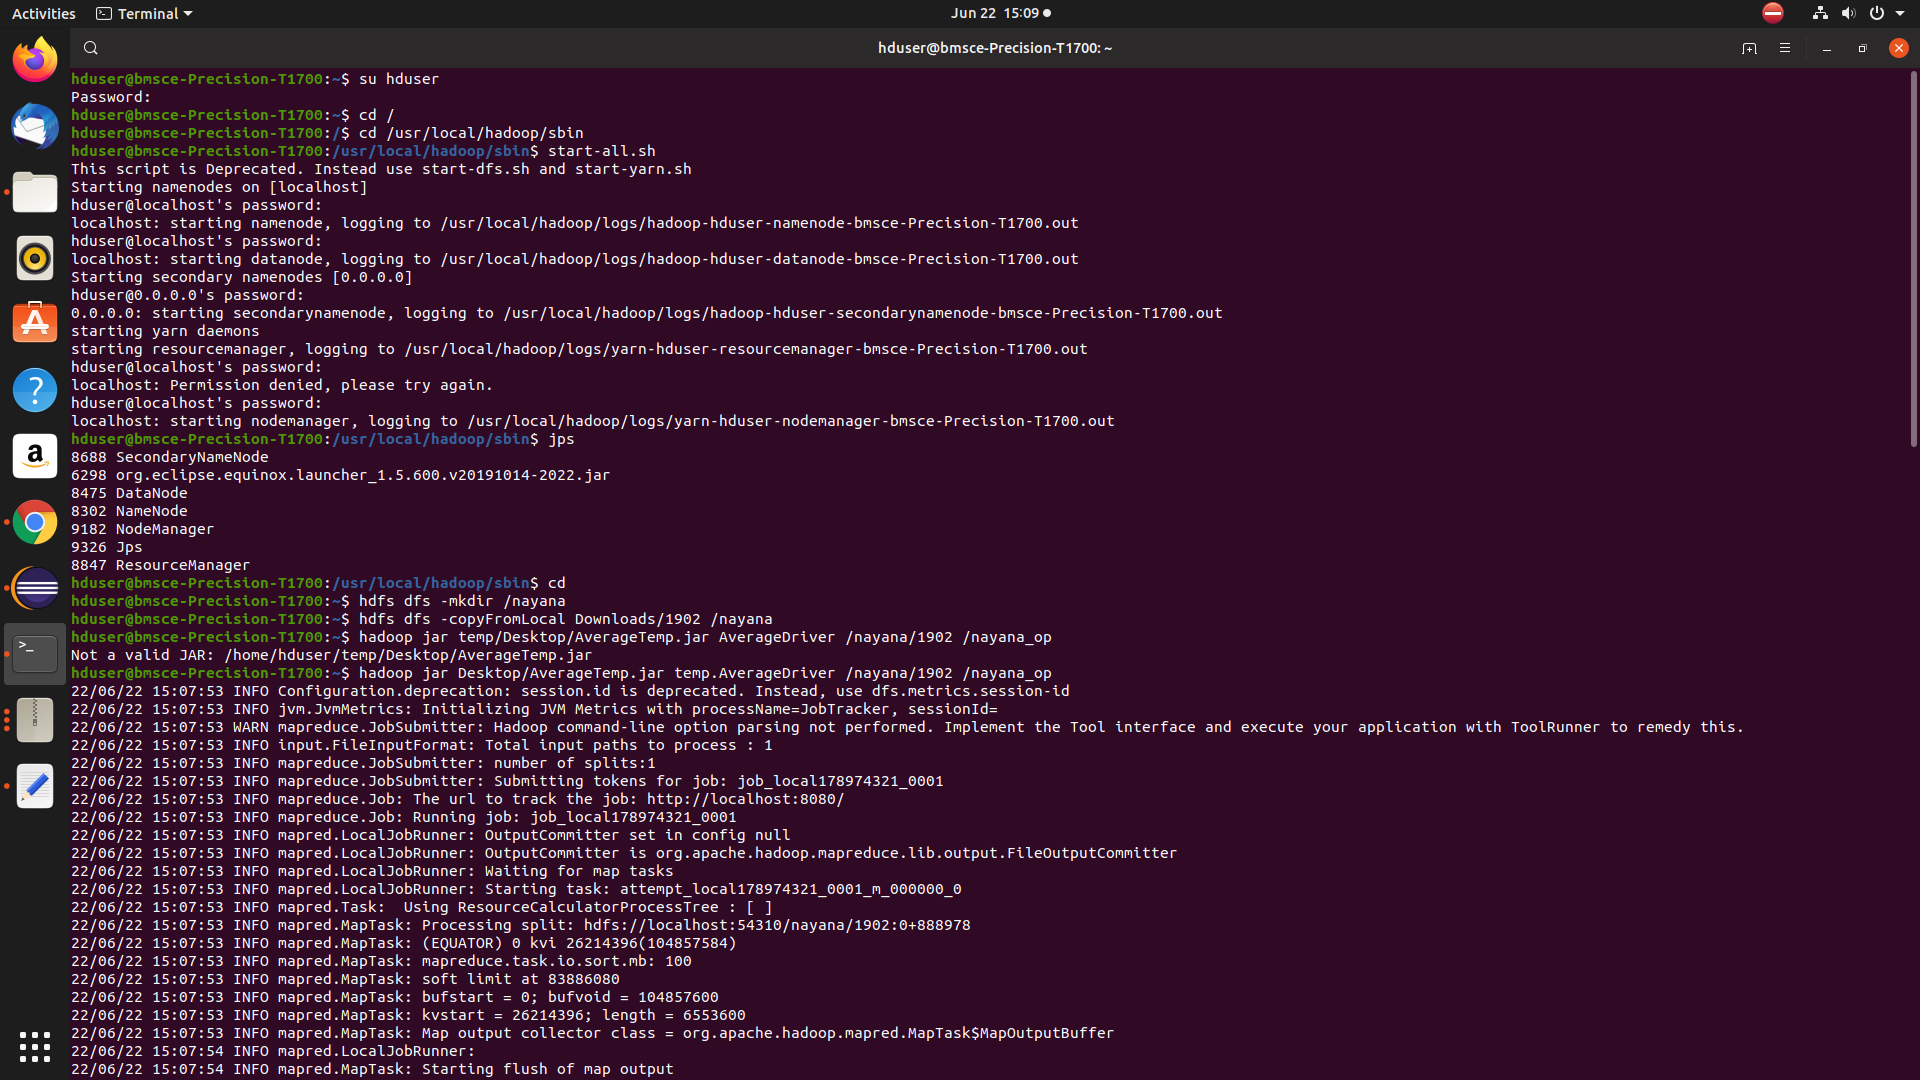 Activities Terminal Jun 22 15:09
hduser@bmsce-Precision-T1700: ~
hduser@bmsce-Precision-T1700:~$ su hduser
Password:
hduser@bmsce-Precision-T1700:~$ cd /
hduser@bmsce-Precision-T1700:/$ cd /usr/local/hadoop/sbin
hduser@bmsce-Precision-T1700:/usr/local/hadoop/sbin$ start-all.sh
This script is Deprecated. Instead use start-dfs.sh and start-yarn.sh
Starting namenodes on [localhost]
hduser@localhost's password:
localhost: starting namenode, logging to /usr/local/hadoop/logs/hadoop-hduser-namenode-bmsce-Precision-T1700.out
hduser@localhost's password:
localhost: starting datanode, logging to /usr/local/hadoop/logs/hadoop-hduser-datanode-bmsce-Precision-T1700.out
Starting secondary namenodes [0.0.0.0]
hduser@0.0.0.0's password:
0.0.0.0: starting secondarynamenode, logging to /usr/local/hadoop/logs/hadoop-hduser-secondarynamenode-bmsce-Precision-T1700.out
starting yarn daemons
starting resourcemanager, logging to /usr/local/hadoop/logs/yarn-hduser-resourcemanager-bmsce-Precision-T1700.out
hduser@localhost's password:
localhost: Permission denied, please try again.
hduser@localhost's password:
localhost: starting nodemanager, logging to /usr/local/hadoop/logs/yarn-hduser-nodemanager-bmsce-Precision-T1700.out
hduser@bmsce-Precision-T1700:/usr/local/hadoop/sbin$ jps
8688 SecondaryNameNode
6298 org.eclipse.equinox.launcher_1.5.600.v20191014-2022.jar
8475 DataNode
8302 NameNode
9182 NodeManager
9326 Jps
8847 ResourceManager
hduser@bmsce-Precision-T1700:/usr/local/hadoop/sbin$ cd
hduser@bmsce-Precision-T1700:~$ hdfs dfs -mkdir /nayana
hduser@bmsce-Precision-T1700:~$ hdfs dfs -copyFromLocal Downloads/1902 /nayana
hduser@bmsce-Precision-T1700:~$ hadoop jar temp/Desktop/AverageTemp.jar AverageDriver /nayana/1902 /nayana_op
Not a valid JAR: /home/hduser/temp/Desktop/AverageTemp.jar
hduser@bmsce-Precision-T1700:~$ hadoop jar Desktop/AverageTemp.jar temp.AverageDriver /nayana/1902 /nayana_op
22/06/22 15:07:53 INFO Configuration.deprecation: session.id is deprecated. Instead, use dfs.metrics.session-id
22/06/22 15:07:53 INFO jvm.JvmMetrics: Initializing JVM Metrics with processName=JobTracker, sessionId=
22/06/22 15:07:53 WARN mapreduce.JobSubmitter: Hadoop command-line option parsing not performed. Implement the Tool interface and execute your application with ToolRunner to remedy this.
22/06/22 15:07:53 INFO input.FileInputFormat: Total input paths to process : 1
22/06/22 15:07:53 INFO mapreduce.JobSubmitter: number of splits:1
22/06/22 15:07:53 INFO mapreduce.JobSubmitter: Submitting tokens for job: job_local178974321_0001
22/06/22 15:07:53 INFO mapreduce.Job: The url to track the job: http://localhost:8080/
22/06/22 15:07:53 INFO mapreduce.Job: Running job: job_local178974321_0001
22/06/22 15:07:53 INFO mapred.LocalJobRunner: OutputCommitter set in config null
22/06/22 15:07:53 INFO mapred.LocalJobRunner: OutputCommitter is org.apache.hadoop.mapreduce.lib.output.FileOutputCommitter
22/06/22 15:07:53 INFO mapred.LocalJobRunner: Waiting for map tasks
22/06/22 15:07:53 INFO mapred.LocalJobRunner: Starting task: attempt_local178974321_0001_m_000000_0
22/06/22 15:07:53 INFO mapred.Task:  Using ResourceCalculatorProcessTree : [ ]
22/06/22 15:07:53 INFO mapred.MapTask: Processing split: hdfs://localhost:54310/nayana/1902:0+888978
22/06/22 15:07:53 INFO mapred.MapTask: (EQUATOR) 0 kvi 26214396(104857584)
22/06/22 15:07:53 INFO mapred.MapTask: mapreduce.task.io.sort.mb: 100
22/06/22 15:07:53 INFO mapred.MapTask: soft limit at 83886080
22/06/22 15:07:53 INFO mapred.MapTask: bufstart = 0; bufvoid = 104857600
22/06/22 15:07:53 INFO mapred.MapTask: kvstart = 26214396; length = 6553600
22/06/22 15:07:53 INFO mapred.MapTask: Map output collector class = org.apache.hadoop.mapred.MapTask$MapOutputBuffer
22/06/22 15:07:54 INFO mapred.LocalJobRunner:
22/06/22 15:07:54 INFO mapred.MapTask: Starting flush of map output